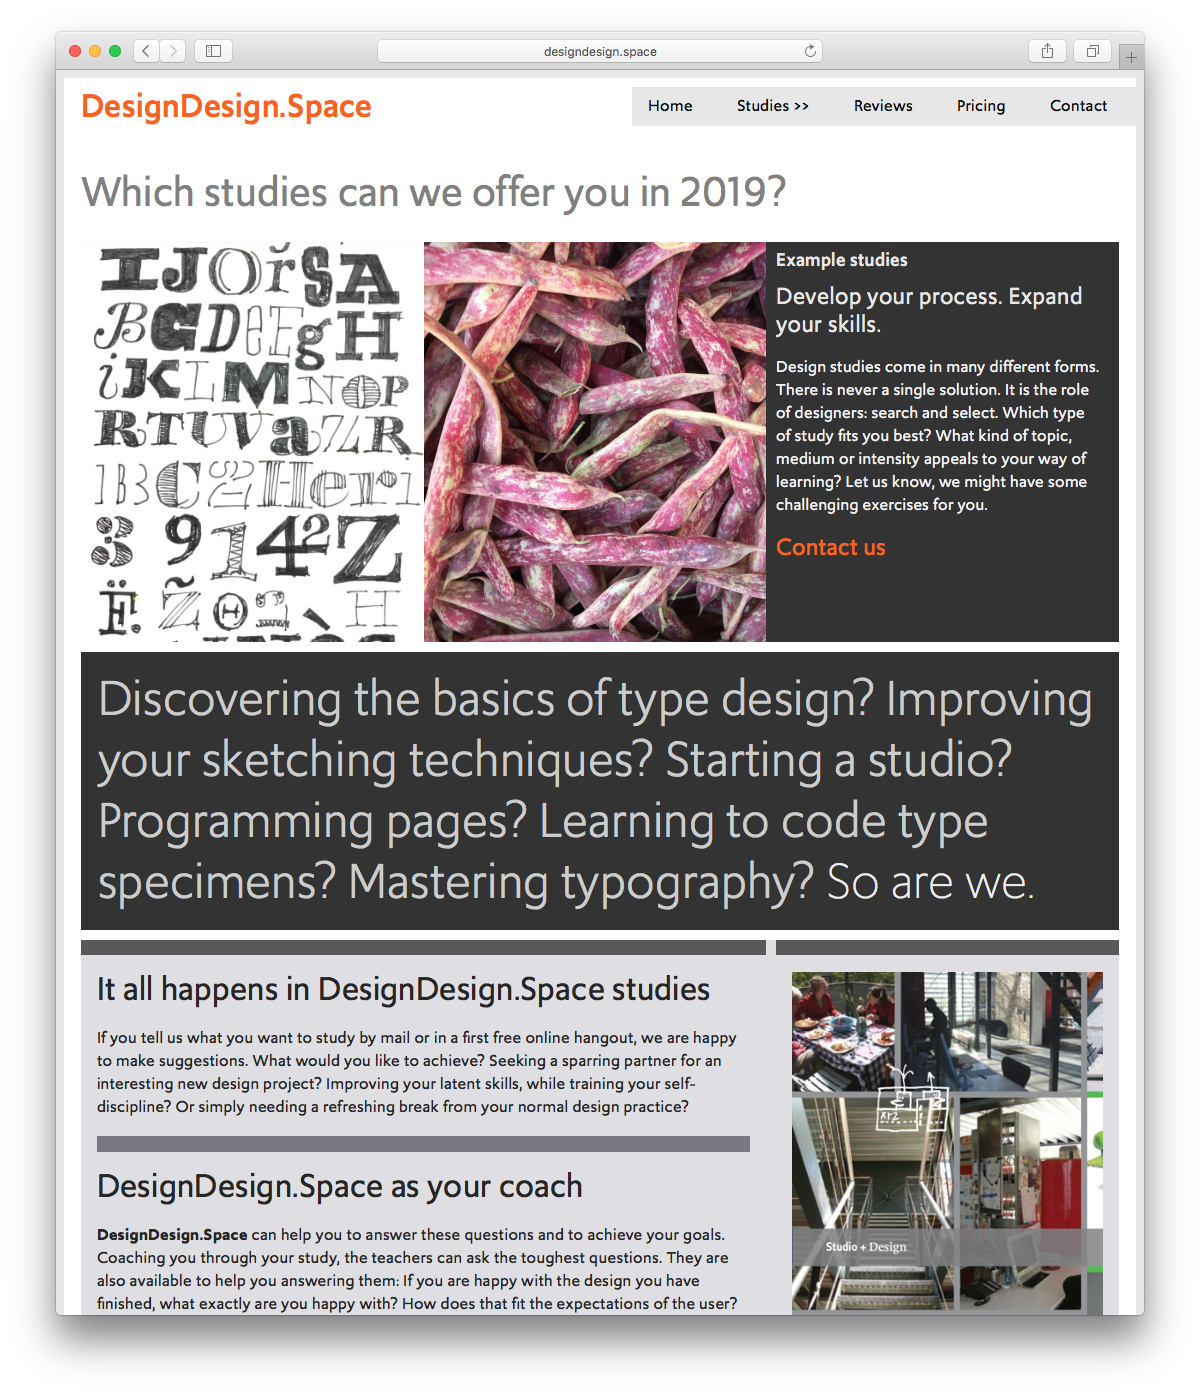 designdesign.space
DesignDesign.Space
Home Studies >> Reviews Pricing Contact
Which studies can we offer you in 2019?
I J O r S A
B C D e E g H
i K L M N O P
R T U V a Z R
B C 2 H e r i
8 9 1 4 2 Z
Ë Z̃ Θ 2 H
Example studies
Develop your process. Expand
your skills.
Design studies come in many different forms.
There is never a single solution. It is the role
of designers: search and select. Which type
of study fits you best? What kind of topic,
medium or intensity appeals to your way of
learning? Let us know, we might have some
challenging exercises for you.
Contact us
Discovering the basics of type design? Improving
your sketching techniques? Starting a studio?
Programming pages? Learning to code type
specimens? Mastering typography? So are we.
It all happens in DesignDesign.Space studies
If you tell us what you want to study by mail or in a first free online hangout, we are happy
to make suggestions. What would you like to achieve? Seeking a sparring partner for an
interesting new design project? Improving your latent skills, while training your self-
discipline? Or simply needing a refreshing break from your normal design practice?
DesignDesign.Space as your coach
DesignDesign.Space can help you to answer these questions and to achieve your goals.
Coaching you through your study, the teachers can ask the toughest questions. They are
also available to help you answering them: If you are happy with the design you have
finished, what exactly are you happy with? How does that fit the expectations of the user?
Studio + Design